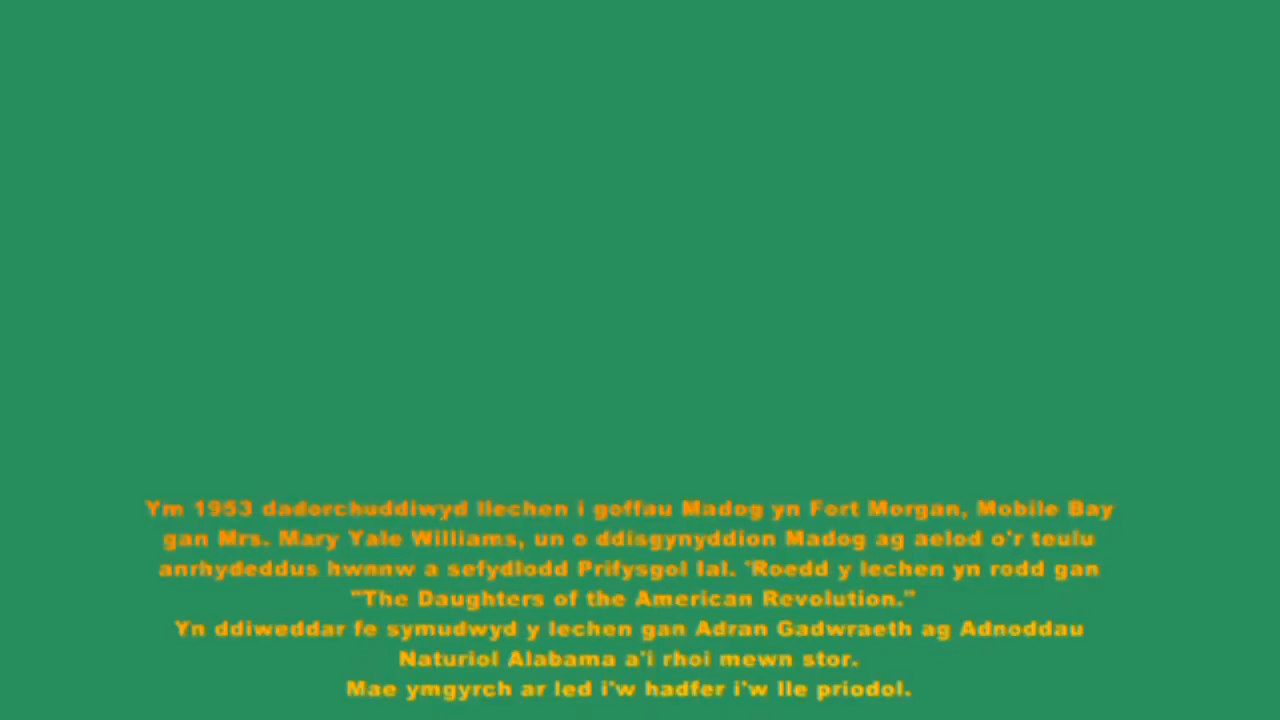 Ym 1953 dadorchuddiwyd llechen i goffau Madog yn Fort Morgan, Mobile Bay
gan Mrs. Mary Yale Williams, un o ddisgynyddion Madog ag aelod o'r teulu
anrhydeddus hwnnw a sefydlodd Prifysgol Ial. 'Roedd y lechen yn rodd gan
"The Daughters of the American Revolution."
Yn ddiweddar fe symudwyd y lechen gan Adran Gadwraeth ag Adnoddau
Naturiol Alabama a'i rhoi mewn stor.
Mae ymgyrch ar led i'w hadfer i'w lle priodol.